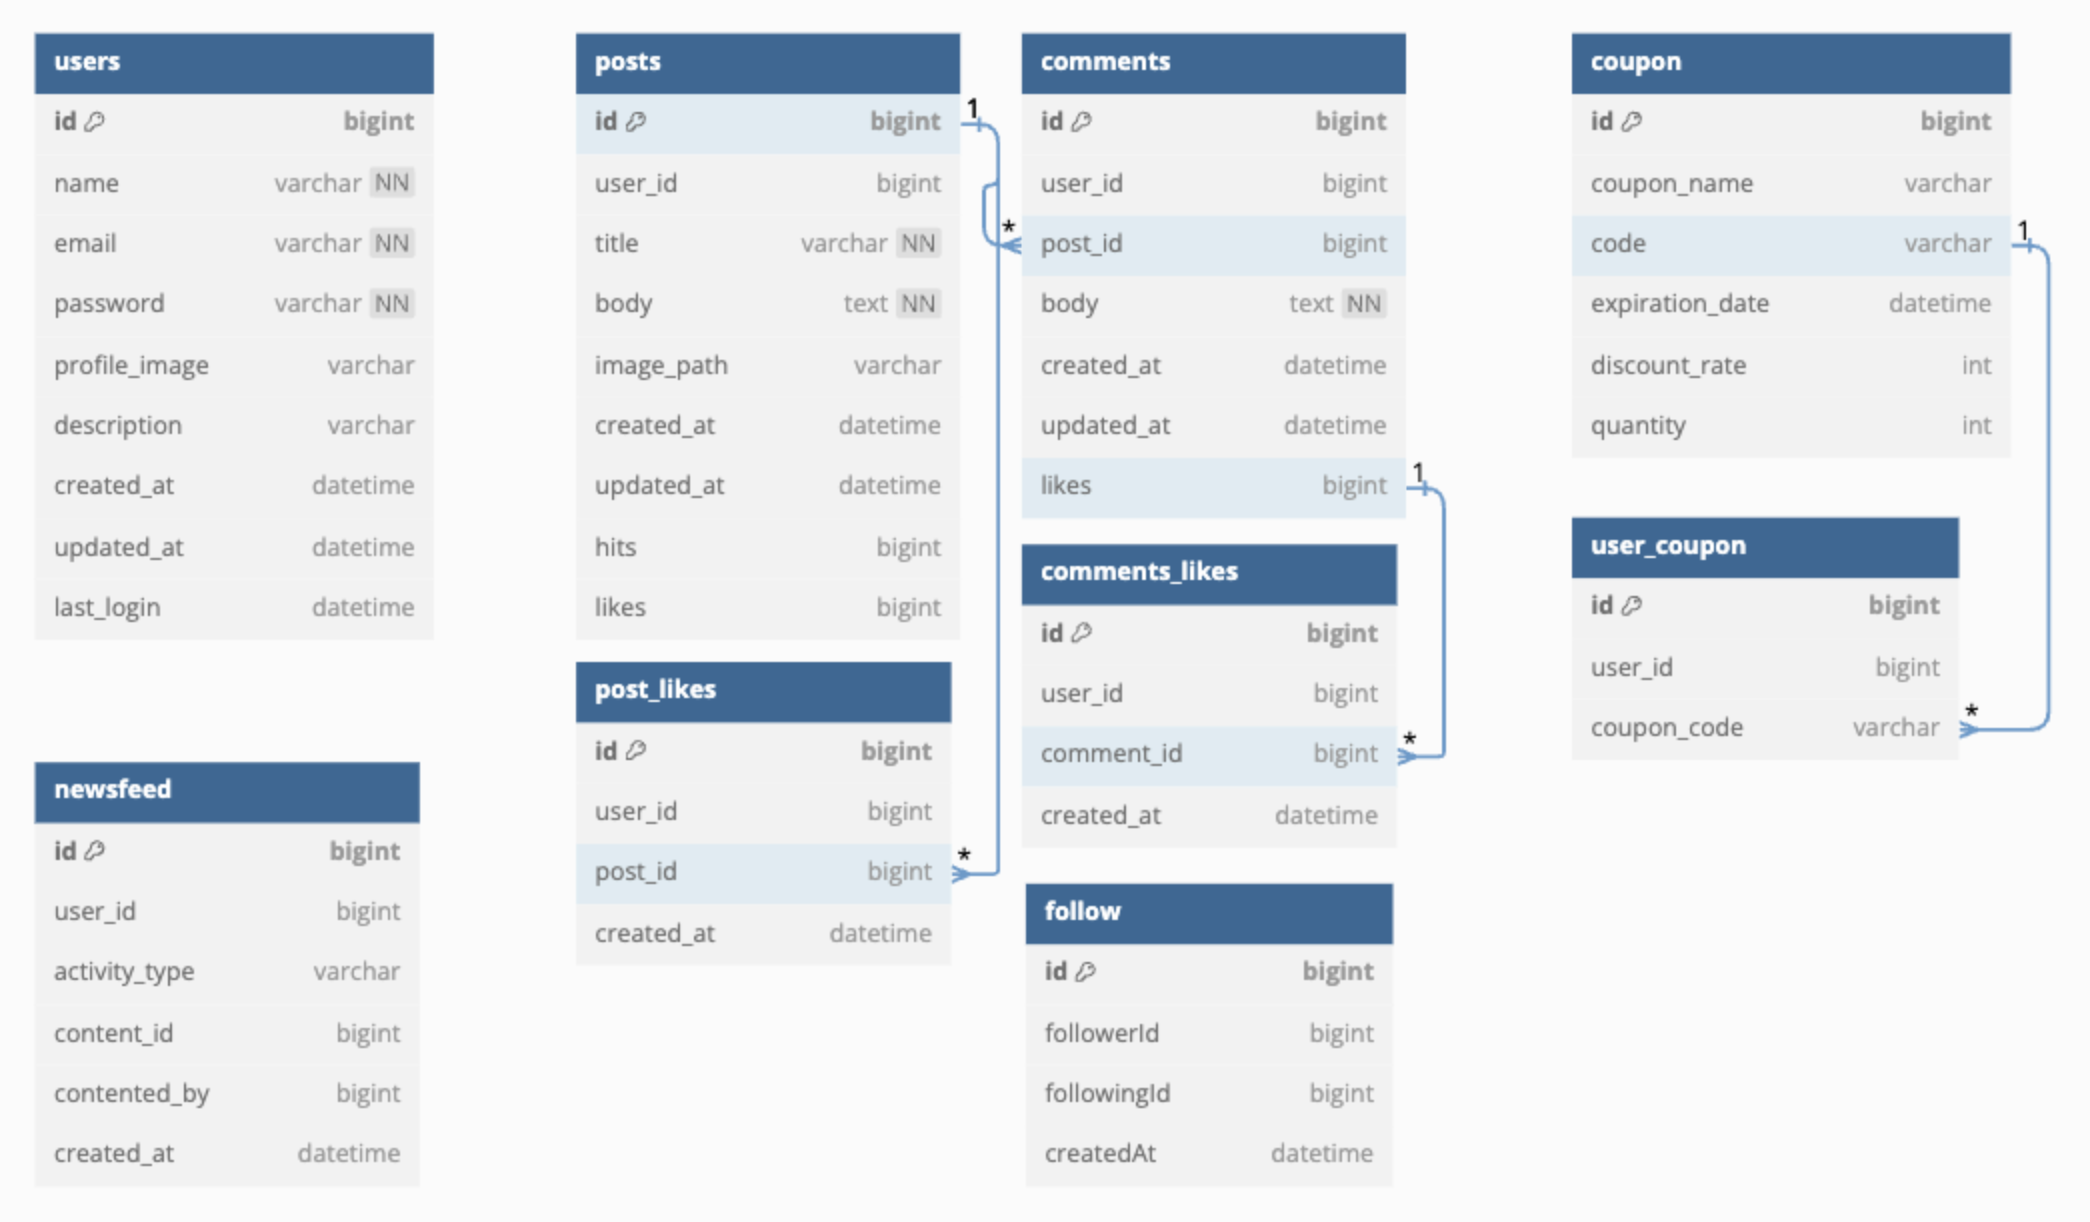 users
id bigint
name varchar NN
email varchar NN
password varchar NN
profile_image varchar
description varchar
created_at datetime
updated_at datetime
last_login datetime
newsfeed
id bigint
user_id bigint
activity_type varchar
content_id bigint
contented_by bigint
created_at datetime
posts
id bigint 1
user_id bigint
title varchar NN
body text NN
image_path varchar
created_at datetime
updated_at datetime
hits bigint
likes bigint
post_likes
id bigint
user_id bigint
post_id bigint *
created_at datetime
comments
id bigint
user_id bigint
* post_id bigint
body text NN
created_at datetime
updated_at datetime
likes bigint 1
comments_likes
id bigint
user_id bigint
comment_id bigint *
created_at datetime
follow
id bigint
followerId bigint
followingId bigint
createdAt datetime
coupon
id bigint
coupon_name varchar
code varchar 1
expiration_date datetime
discount_rate int
quantity int
user_coupon
id bigint
user_id bigint
coupon_code varchar *